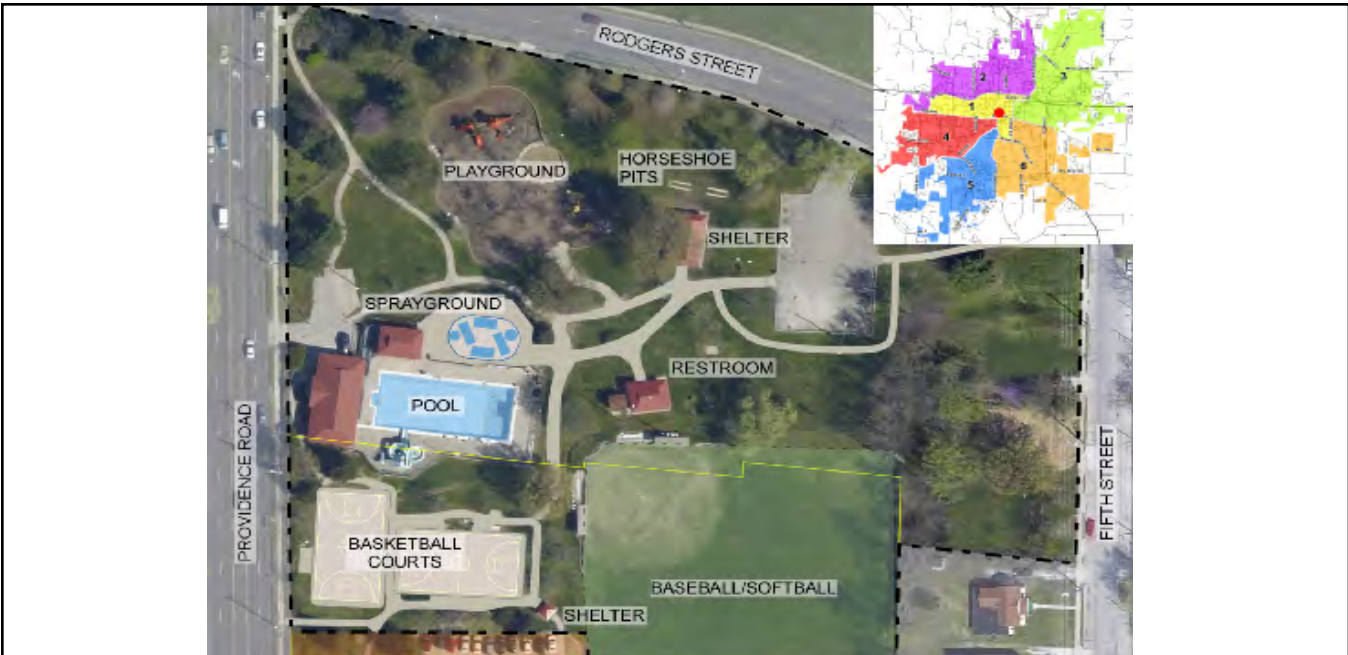 RODGERS STREET
2
3
1
4
6
5
PLAYGROUND
HORSESHOE
PITS
SHELTER
SPRAYGROUND
RESTROOM
POOL
PROVIDENCE ROAD
FIFTH STREET
BASKETBALL
COURTS
BASEBALL/SOFTBALL
SHELTER